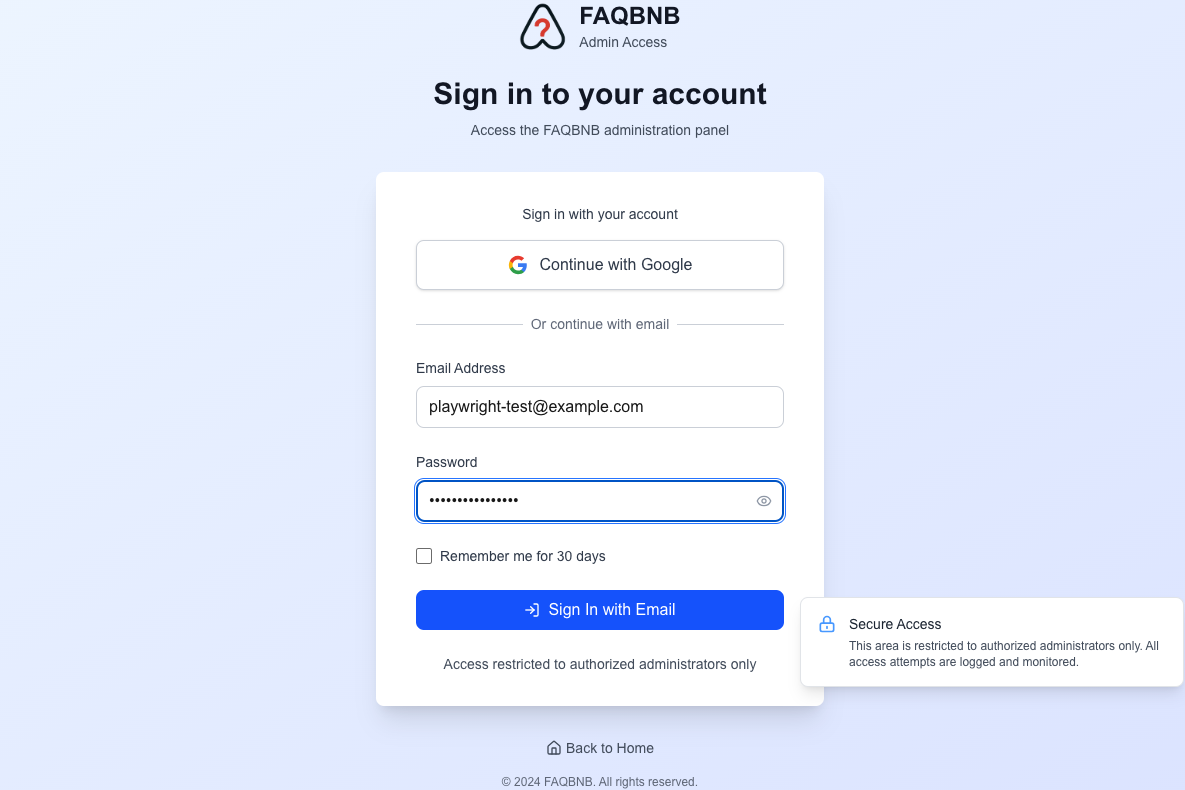 FAQBNB
Admin Access
Sign in to your account
Access the FAQBNB administration panel
Sign in with your account
Continue with Google
Or continue with email
Email Address
playwright-test@example.com
Password
••••••••••••••••
Remember me for 30 days
Sign In with Email
Access restricted to authorized administrators only
Secure Access
This area is restricted to authorized administrators only. All
access attempts are logged and monitored.
Back to Home
© 2024 FAQBNB. All rights reserved.